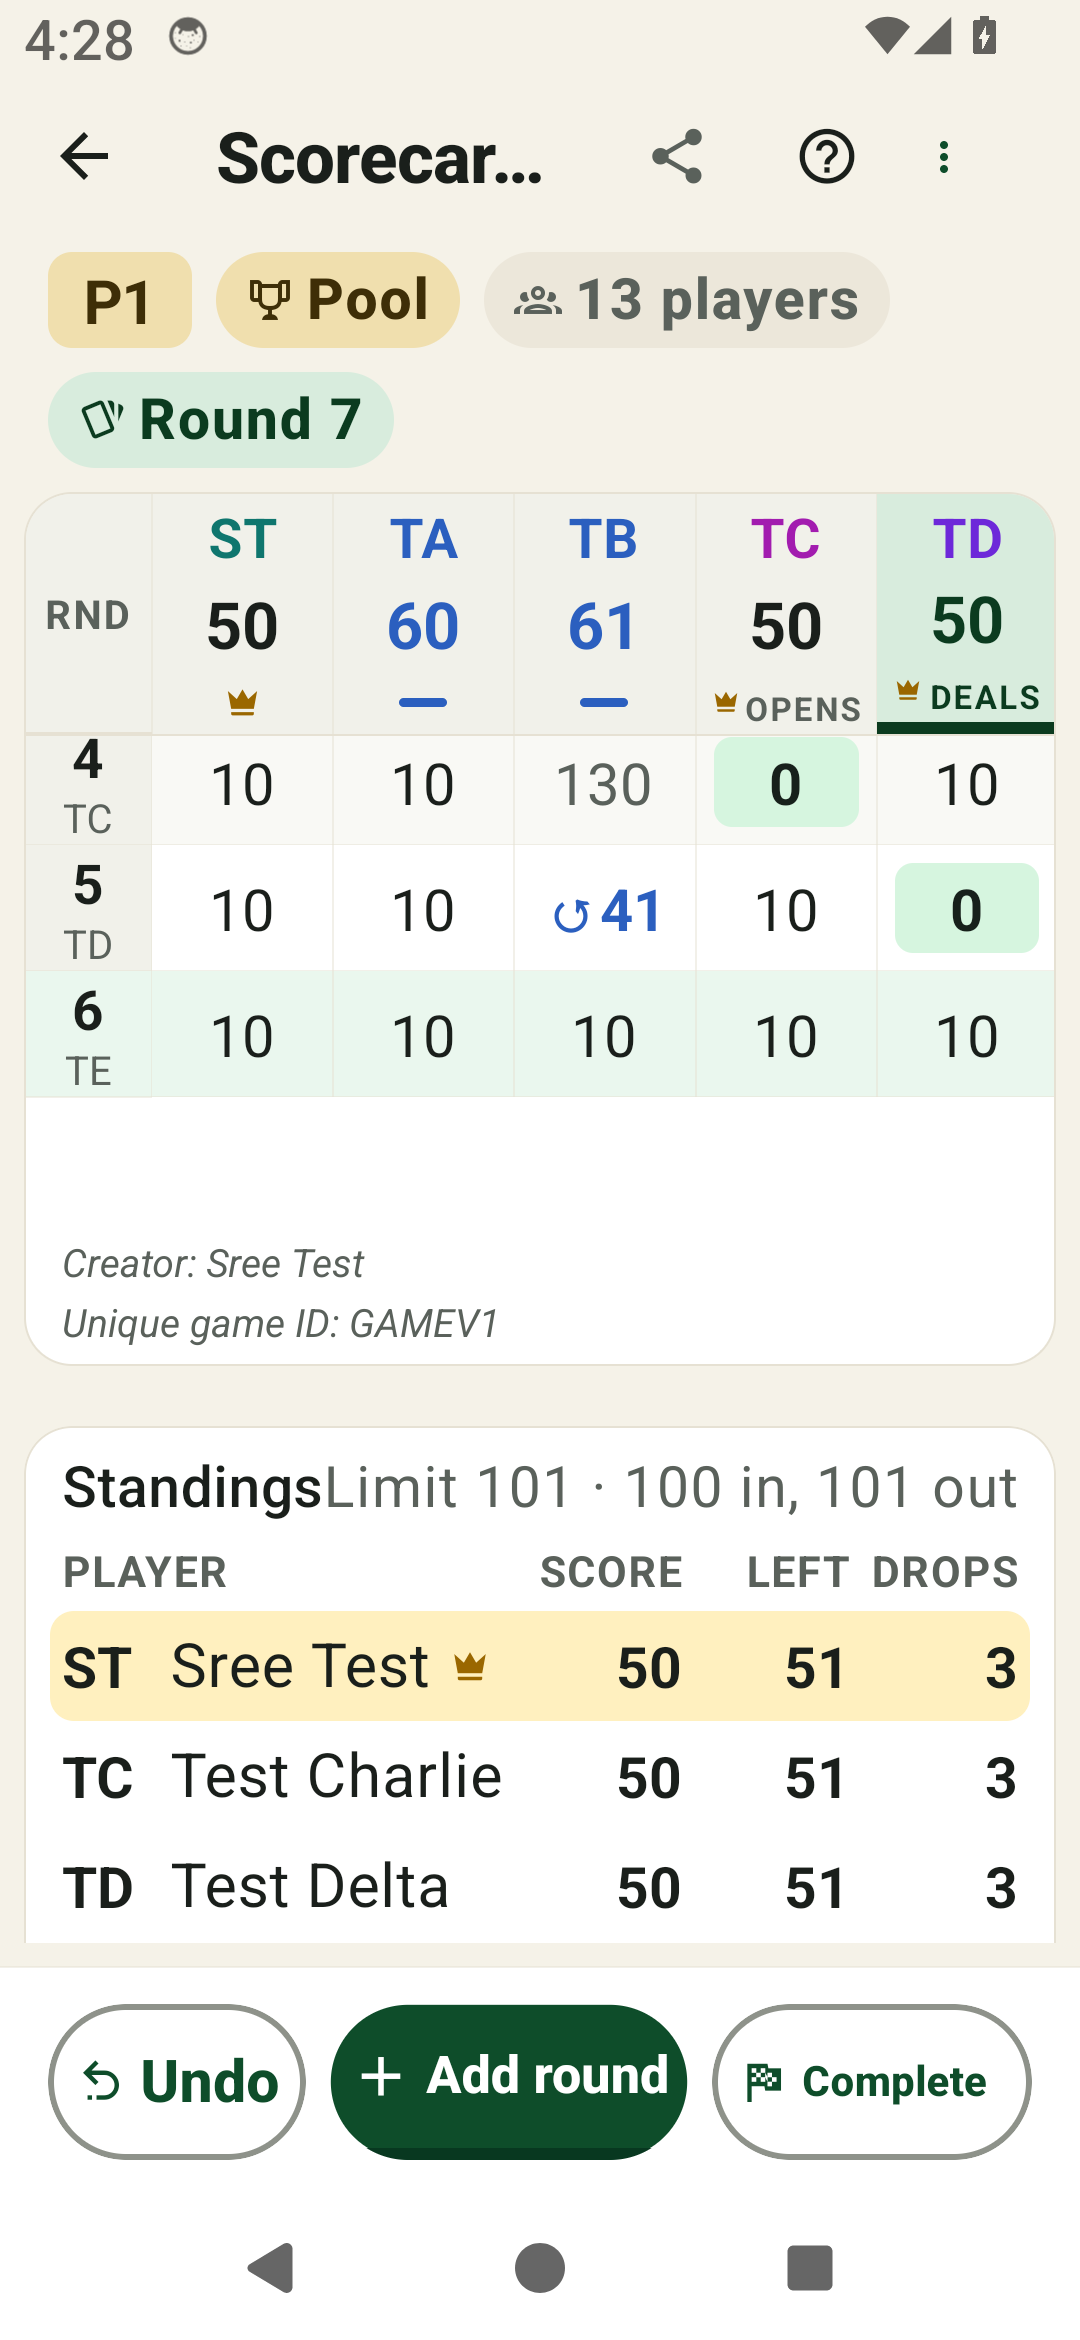 4:28
Scorecar...
P1 Pool 13 players
Round 7
RND ST TA TB TC TD
50 60 61 50 50
OPENS DEALS
4 10 10 130 0 10
TC
5 10 10 41 10 0
TD
6 10 10 10 10 10
TE
Creator: Sree Test
Unique game ID: GAMEV1
Standings Limit 101 · 100 in, 101 out
PLAYER SCORE LEFT DROPS
ST Sree Test 50 51 3
TC Test Charlie 50 51 3
TD Test Delta 50 51 3
Undo Add round Complete